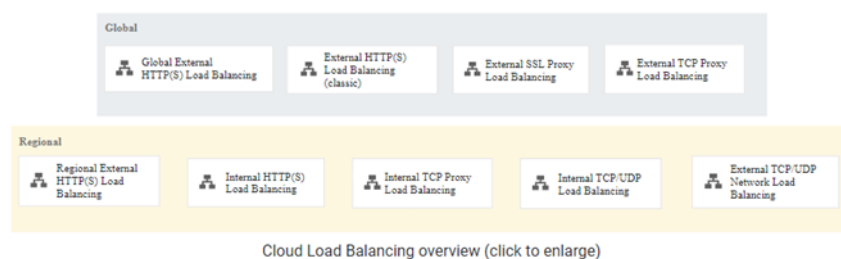 Global
Global External
HTTP(S) Load Balancing
External HTTP(S)
Load Balancing
(classic)
External SSL Proxy
Load Balancing
External TCP Proxy
Load Balancing
Regional
Regional External
HTTP(S) Load
Balancing
Internal HTTP(S)
Load Balancing
Internal TCP Proxy
Load Balancing
Internal TCP/UDP
Load Balancing
External TCP/UDP
Network Load
Balancing
Cloud Load Balancing overview (click to enlarge)